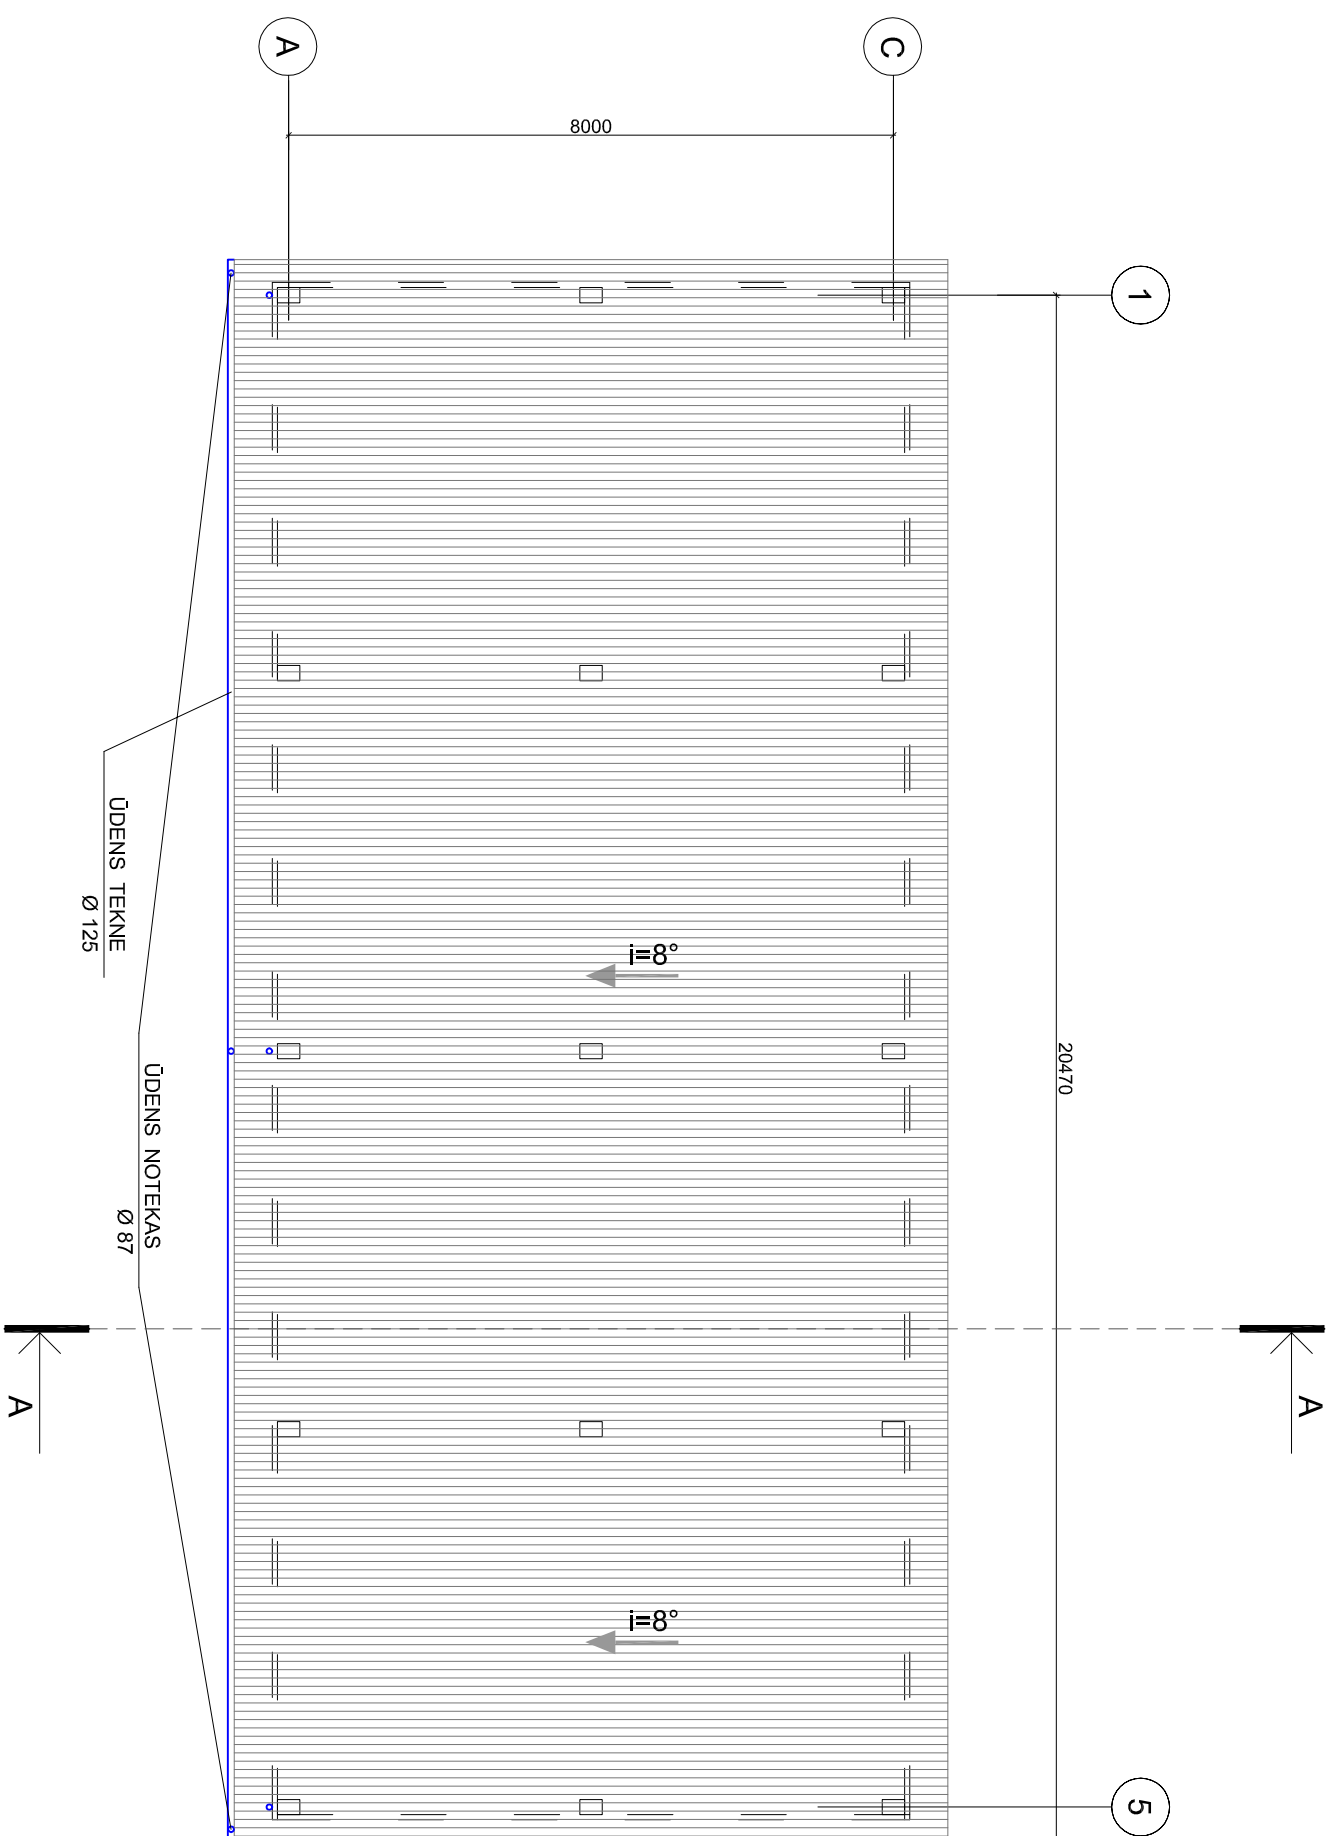 A
C
8000
1
ŪDENS TEKNE
Ø 125
i=8°
20470
ŪDENS NOTEKAS
Ø 87
A
A
i=8°
5